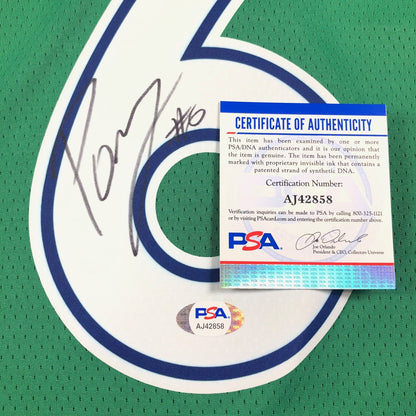 6
#6
CERTIFICATE OF AUTHENTICITY
This item has been examined by one or more
PSA/DNA authenticators and it is our opinion that
the item is genuine. The item has been permanently
marked with proprietary invisible ink that contains a
patented strand of synthetic DNA.
Certification Number:
AJ42858
Verification inquiries can be made to PSA by calling 800-325-1121
or by visiting PSAcard.com and entering the certification number above.
PSA
Joe Orlando
President & CEO, Collectors Universe
PSA
AJ42858